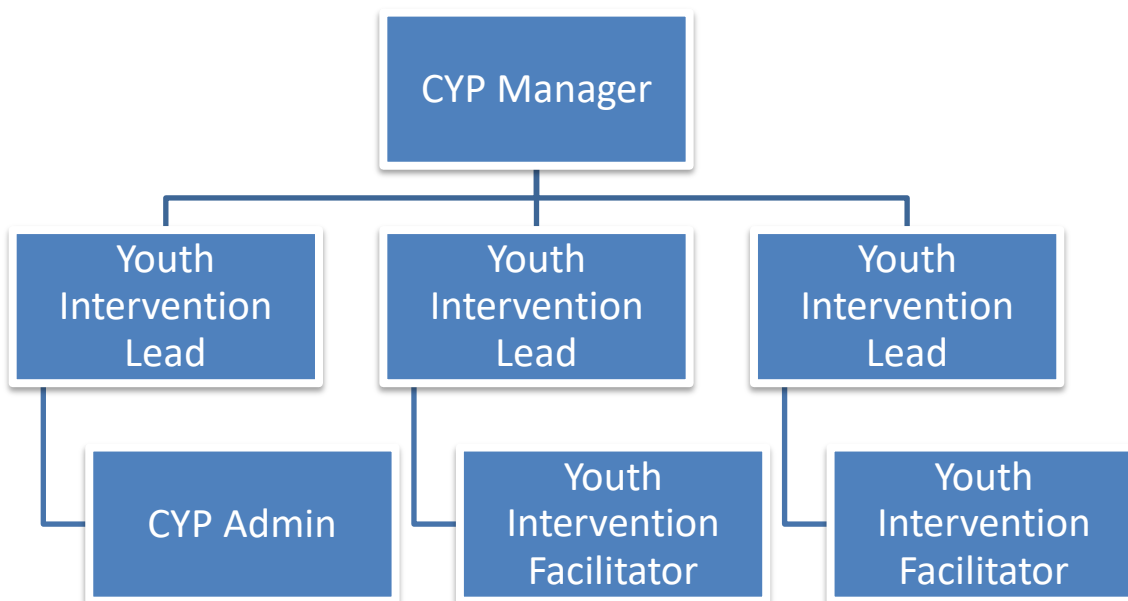 CYP Manager
Youth
Intervention
Lead
Youth
Intervention
Lead
Youth
Intervention
Lead
CYP Admin
Youth
Intervention
Facilitator
Youth
Intervention
Facilitator